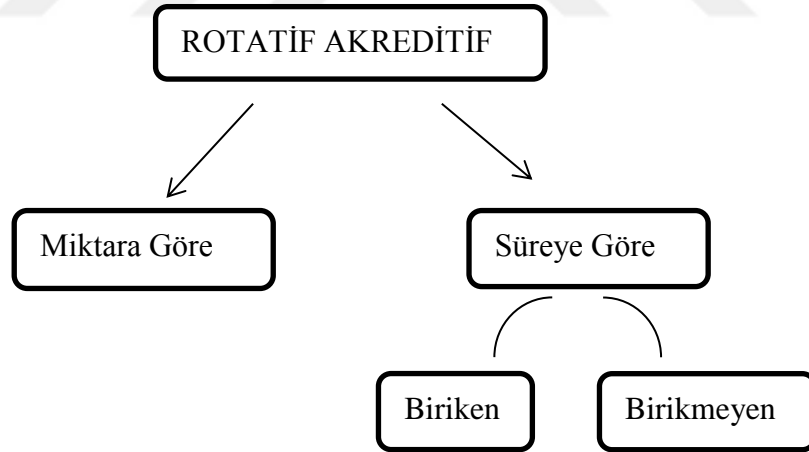 ROTATİF AKREDİTİF
Miktara Göre
Süreye Göre
Biriken
Birikmeyen